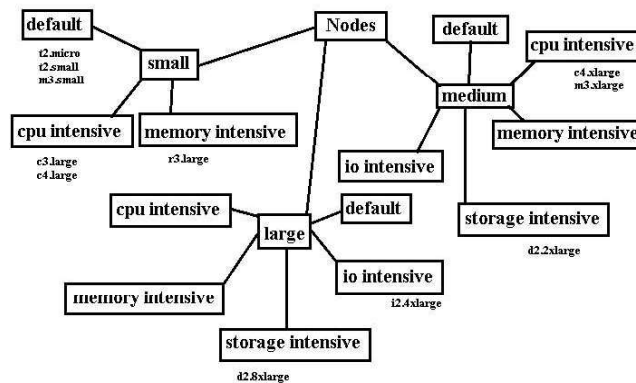 default
t2.micro
t2.small
m3.small
small
Nodes
default
cpu intensive
c4.xlarge
m3.xlarge
medium
cpu intensive
c3.large
c4.large
memory intensive
r3.large
memory intensive
io intensive
cpu intensive
default
storage intensive
d2.2xlarge
large
memory intensive
io intensive
i2.4xlarge
storage intensive
d2.8xlarge